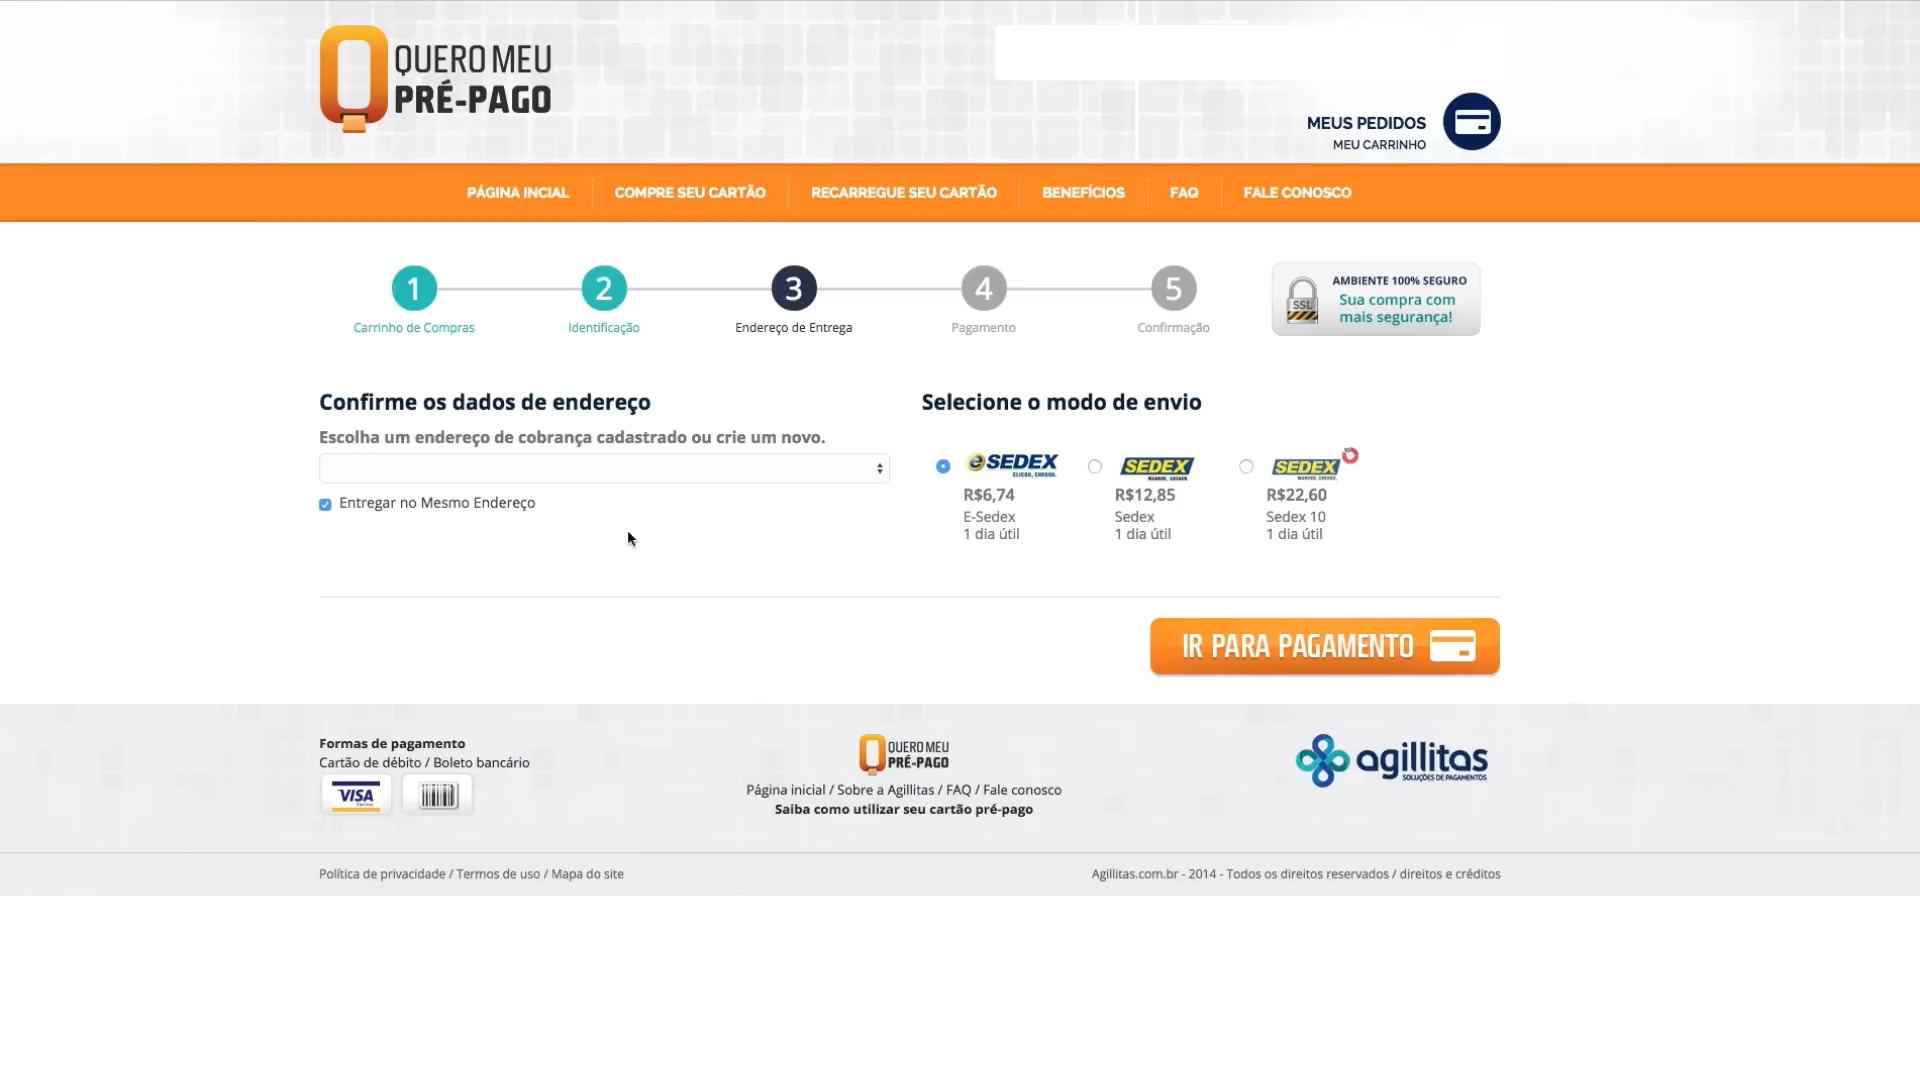 QUERO MEU
PRÉ-PAGO
MEUS PEDIDOS
MEU CARRINHO
PÁGINA INCIAL
COMPRE SEU CARTÃO
RECARREGUE SEU CARTÃO
BENEFÍCIOS
FAQ
FALE CONOSCO
1
2
3
4
5
Carrinho de Compras
Identificação
Endereço de Entrega
Pagamento
Confirmação
SSL
AMBIENTE 100% SEGURO
Sua compra com
mais segurança!
Confirme os dados de endereço
Escolha um endereço de cobrança cadastrado ou crie um novo.
Entregar no Mesmo Endereço
Selecione o modo de envio
eSEDEX
CLICOU, CHEGOU.
R$6,74
E-Sedex
1 dia útil
SEDEX
MANDOU, CHEGOU.
R$12,85
Sedex
1 dia útil
SEDEX
MANDOU, CHEGOU.
R$22,60
Sedex 10
1 dia útil
IR PARA PAGAMENTO
Formas de pagamento
Cartão de débito / Boleto bancário
VISA
QUERO MEU
PRÉ-PAGO
Página inicial / Sobre a Agillitas / FAQ / Fale conosco
Saiba como utilizar seu cartão pré-pago
agillitas
SOLUÇÕES DE PAGAMENTOS
Política de privacidade / Termos de uso / Mapa do site
Agillitas.com.br - 2014 - Todos os direitos reservados / direitos e créditos